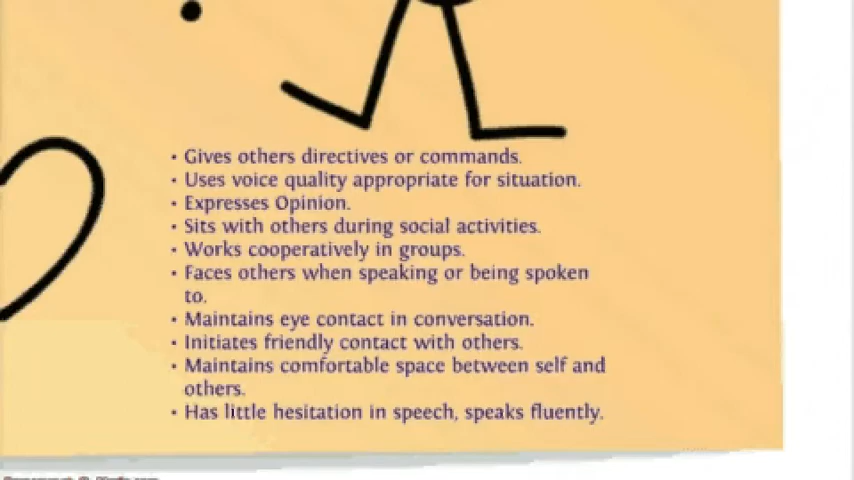 • Gives others directives or commands.
• Uses voice quality appropriate for situation.
• Expresses Opinion.
• Sits with others during social activities.
• Works cooperatively in groups.
• Faces others when speaking or being spoken
to.
• Maintains eye contact in conversation.
• Initiates friendly contact with others.
• Maintains comfortable space between self and
others.
• Has little hesitation in speech, speaks fluently.